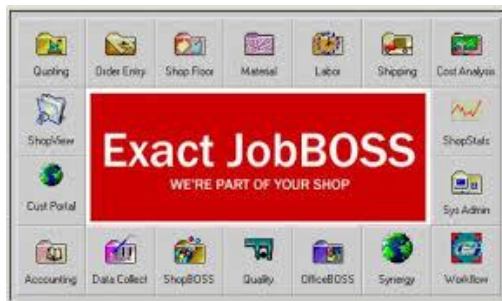 Quoting
Order Entry
Shop Floor
Material
Labor
Shipping
Cost Analysis
ShopView
Exact JobBOSS
ShopStats
WE'RE PART OF YOUR SHOP
Cust Portal
Sys Admin
Accounting
Data Collect
ShopBOSS
Quality
OfficeBOSS
Synergy
Workflow